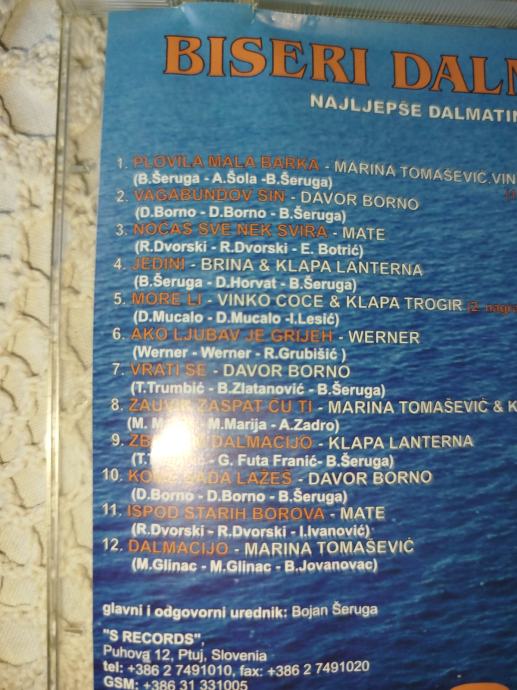 BISERI DALM
NAJLJEPŠE DALMATIN
1. PLOVILA MALA BARKA - MARINA TOMAŠEVIĆ, VIN
(B.Šeruga - A.Šola - B.Šeruga)
2. VAGABUNDOV SIN - DAVOR BORNO
(D.Borno - D.Borno - B.Šeruga)
3. NOĆAS SVE NEK SVIRA - MATE
(R.Dvorski - R.Dvorski - E. Botrić)
4. JEDINI - BRINA & KLAPA LANTERNA
(B.Šeruga - D.Horvat - B.Šeruga)
5. MORE LI - VINKO COCE & KLAPA TROGIR (2. nagra
(D.Mucalo - D.Mucalo -I.Lesić)
6. AKO LJUBAV JE GRIJEH - WERNER
(Werner - Werner - R.Grubišić )
7. VRATI SE - DAVOR BORNO
(T.Trumbić - B.Zlatanović - B.Šeruga)
8. ZAUVIK ZASPAT ĆU TI - MARINA TOMAŠEVIĆ & K
(M. M.Marija - A.Zadro)
9. DALMACIJO - KLAPA LANTERNA
G. Futa Franić- B.Šeruga)
10. LAŽEŠ - DAVOR BORNO
(D.Borno - D.Borno - B.Šeruga)
11. ISPOD STARIH BOROVA - MATE
(R.Dvorski - R.Dvorski - I.Ivanović)
12. DALMACIJO - MARINA TOMAŠEVIĆ
(M.Glinac - M.Glinac - B.Jovanovac)
glavni i odgovorni urednik: Bojan Šeruga
"S RECORDS",
Puhova 12, Ptuj, Slovenia
tel: +386 2 7491010, fax: +386 2 7491020
GSM: +386 31 331005